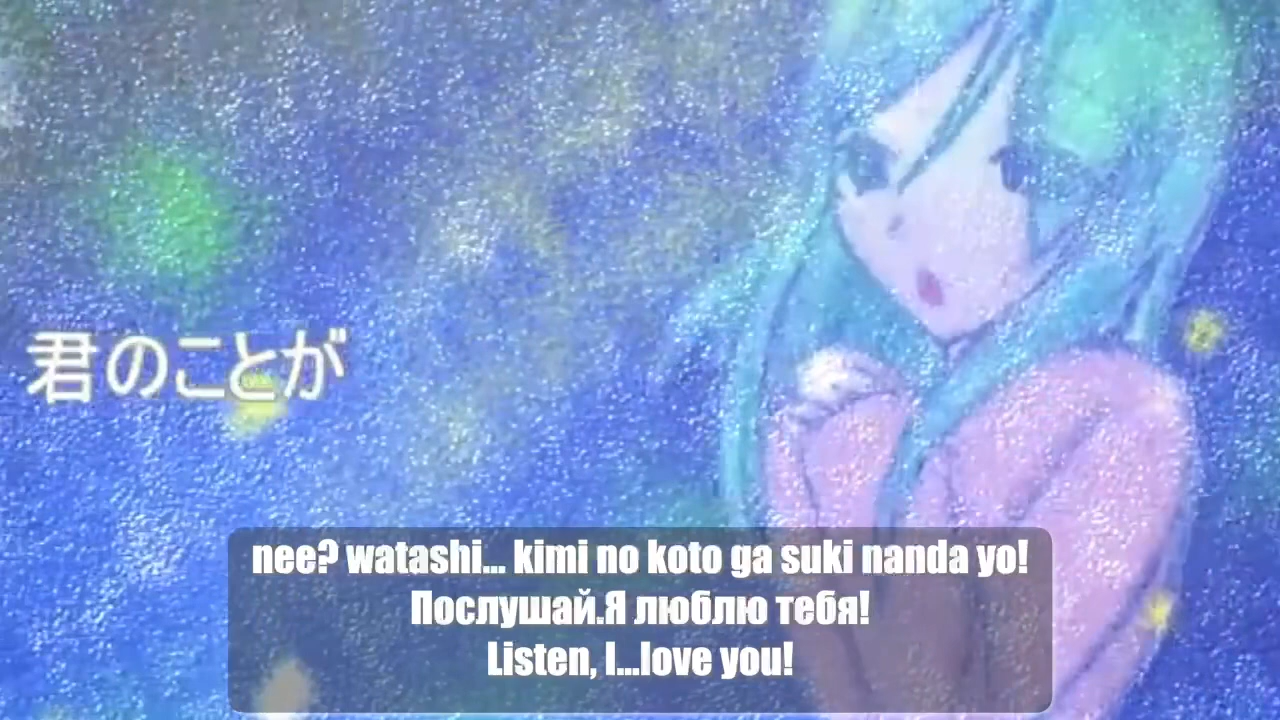 君のことが
nee? watashi... kimi no koto ga suki nanda yo!
Послушай.Я люблю тебя!
Listen, I...love you!